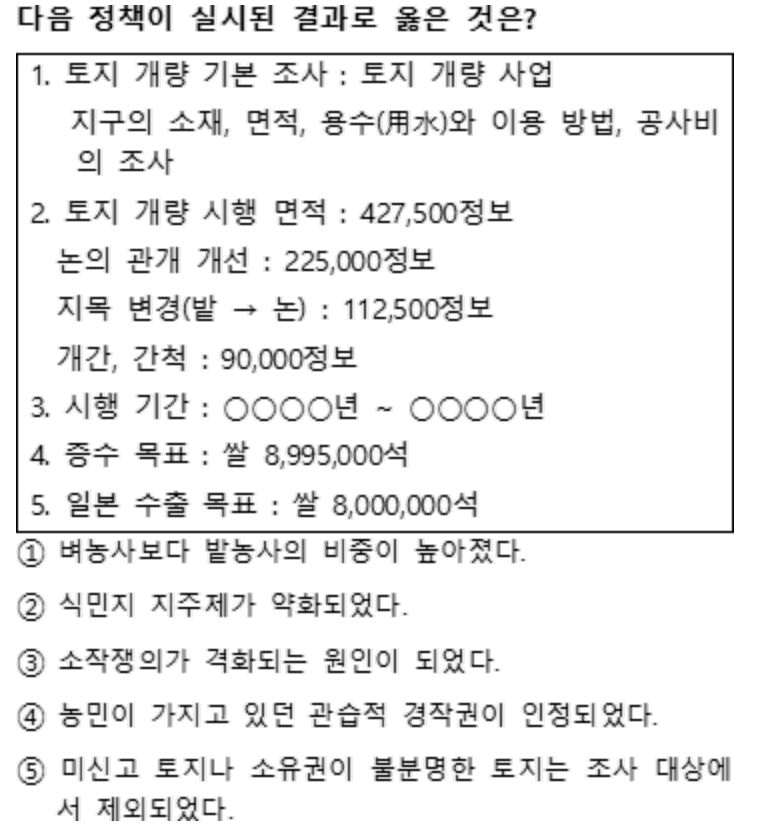 다음 정책이 실시된 결과로 옳은 것은?
1. 토지 개량 기본 조사 : 토지 개량 사업
지구의 소재, 면적, 용수(用水)와 이용 방법, 공사비
의 조사
2. 토지 개량 시행 면적 : 427,500정보
논의 관개 개선 : 225,000정보
지목 변경(밭 → 논) : 112,500정보
개간, 간척 : 90,000정보
3. 시행 기간 : ○○○○년 ~ ○○○○년
4. 증수 목표 : 쌀 8,995,000석
5. 일본 수출 목표 : 쌀 8,000,000석
① 벼농사보다 밭농사의 비중이 높아졌다.
② 식민지 지주제가 약화되었다.
③ 소작쟁의가 격화되는 원인이 되었다.
④ 농민이 가지고 있던 관습적 경작권이 인정되었다.
⑤ 미신고 토지나 소유권이 불분명한 토지는 조사 대상에
서 제외되었다.